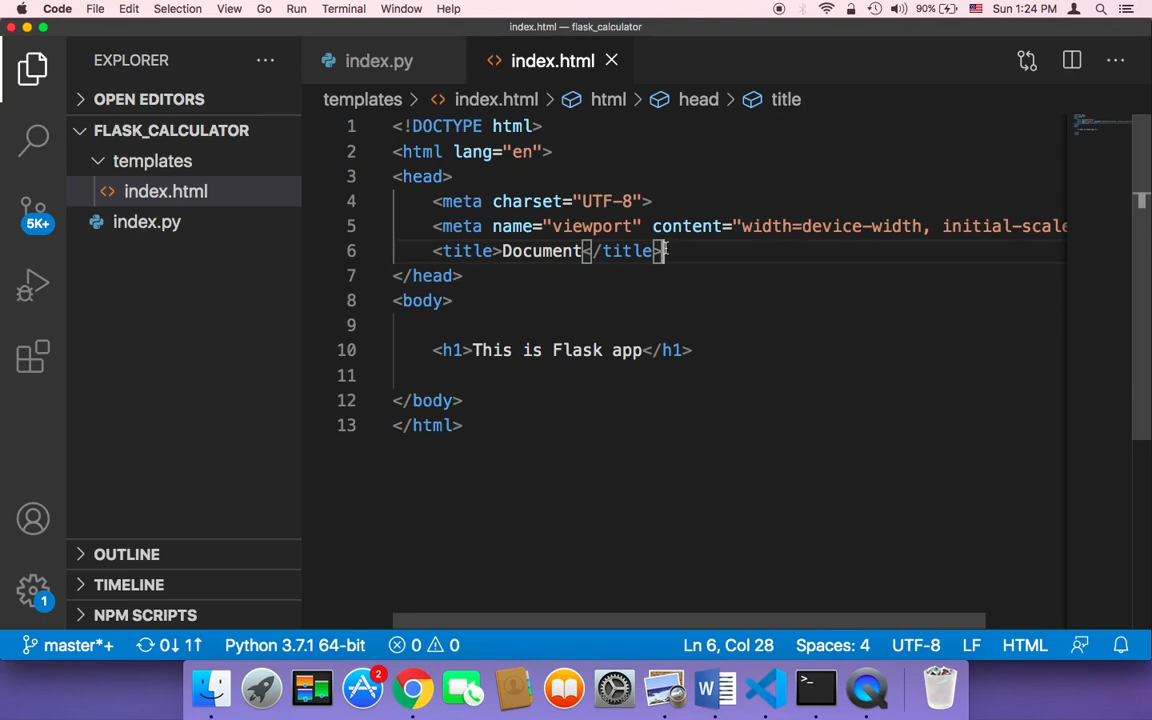 Code File Edit Selection View Go Run Terminal Window Help 90% Sun 1:24 PM
index.html — flask_calculator
EXPLORER
index.py
index.html
OPEN EDITORS
templates > index.html > html > head > title
FLASK_CALCULATOR
templates
index.html
index.py
5K+
1 <!DOCTYPE html>
2 <html lang="en">
3 <head>
4 <meta charset="UTF-8">
5 <meta name="viewport" content="width=device-width, initial-scale
6 <title>Document</title>
7 </head>
8 <body>
9
10 <h1>This is Flask app</h1>
11
12 </body>
13 </html>
OUTLINE
TIMELINE
NPM SCRIPTS
1
master*+ 0↓ 1↑ Python 3.7.1 64-bit 0 0 Ln 6, Col 28 Spaces: 4 UTF-8 LF HTML
2
W
>_